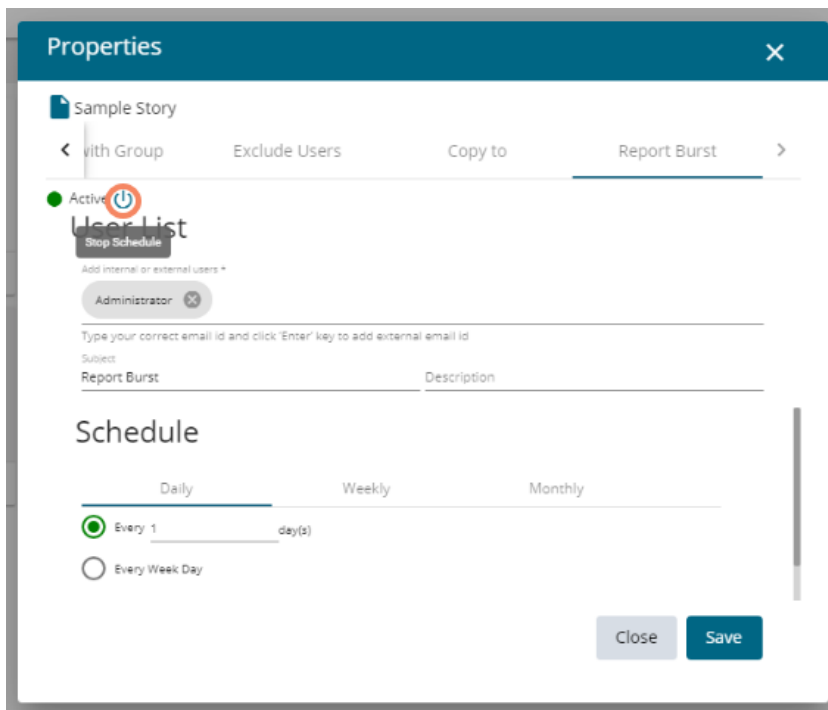 Properties
Sample Story
with Group Exclude Users Copy to Report Burst
Active
User List
Stop Schedule
Add internal or external users *
Administrator
Type your correct email id and click 'Enter' key to add external email id
Subject
Report Burst Description
Schedule
Daily Weekly Monthly
Every 1 day(s)
Every Week Day
Close Save